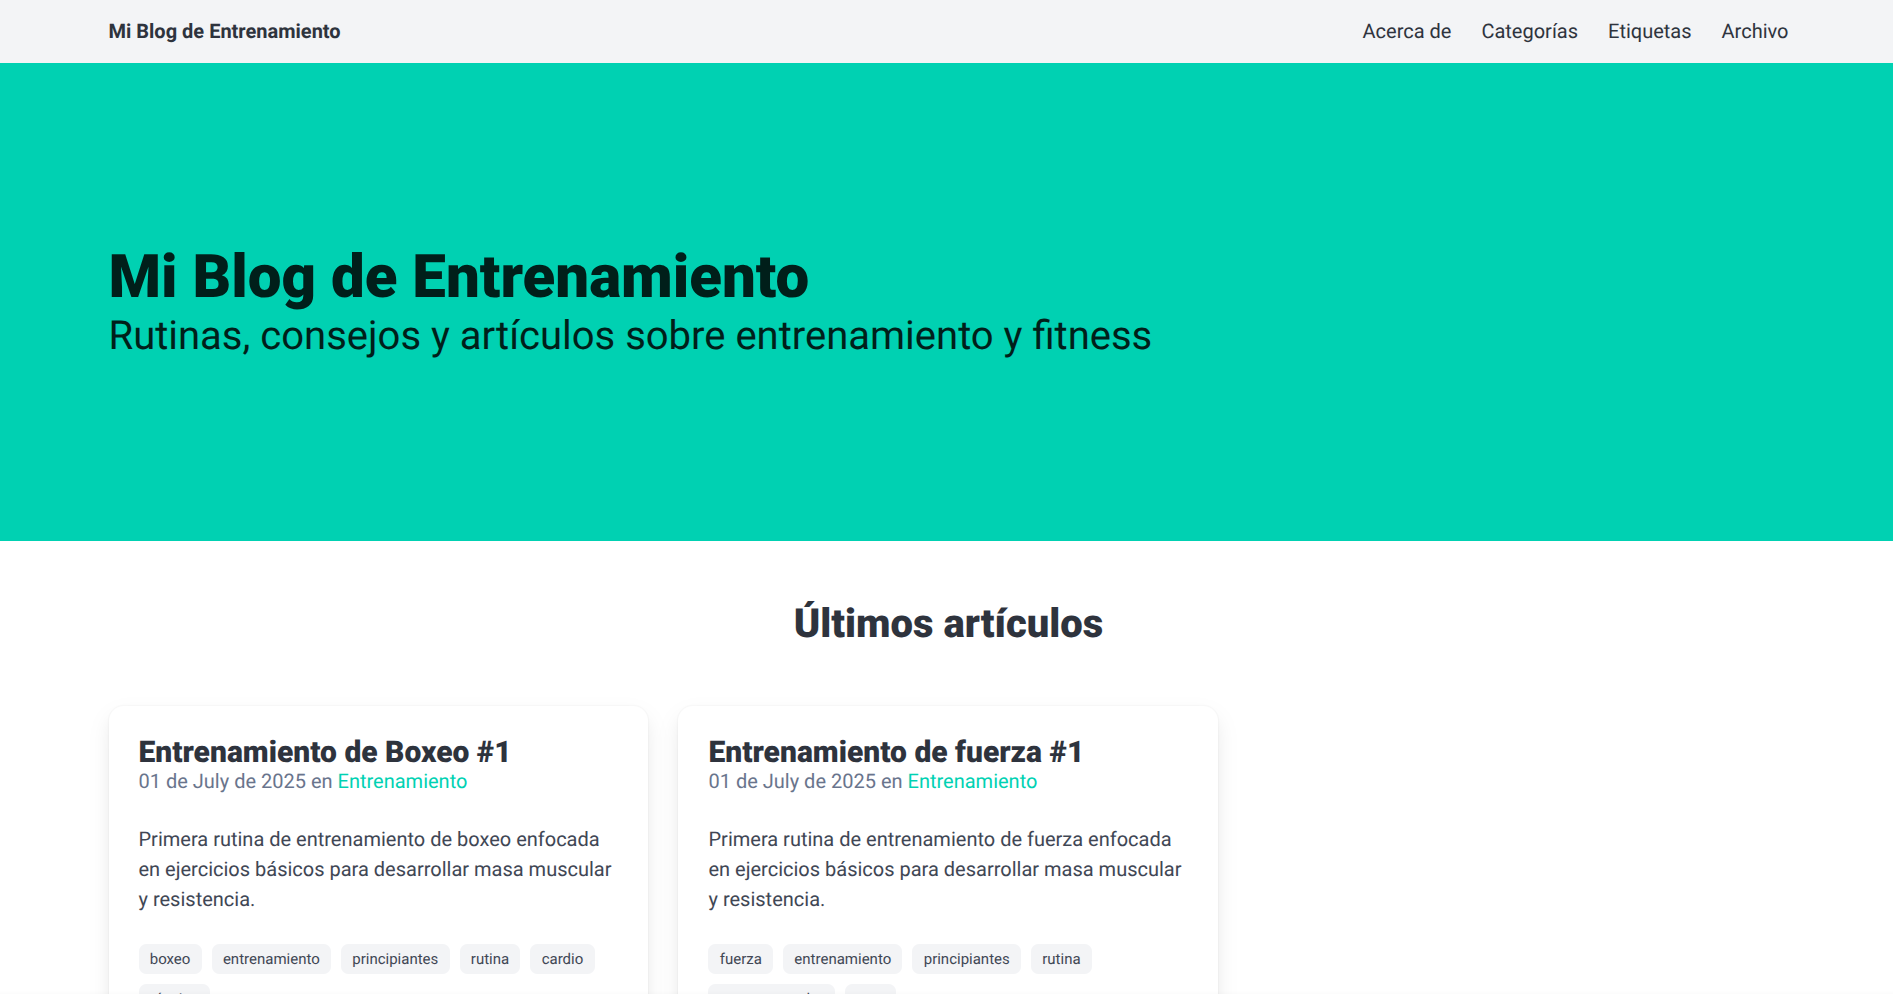 Mi Blog de Entrenamiento
Acerca de Categorías Etiquetas Archivo
Mi Blog de Entrenamiento
Rutinas, consejos y artículos sobre entrenamiento y fitness
Últimos artículos
Entrenamiento de Boxeo #1
01 de July de 2025 en Entrenamiento
Primera rutina de entrenamiento de boxeo enfocada
en ejercicios básicos para desarrollar masa muscular
y resistencia.
boxeo entrenamiento principiantes rutina cardio
Entrenamiento de fuerza #1
01 de July de 2025 en Entrenamiento
Primera rutina de entrenamiento de fuerza enfocada
en ejercicios básicos para desarrollar masa muscular
y resistencia.
fuerza entrenamiento principiantes rutina